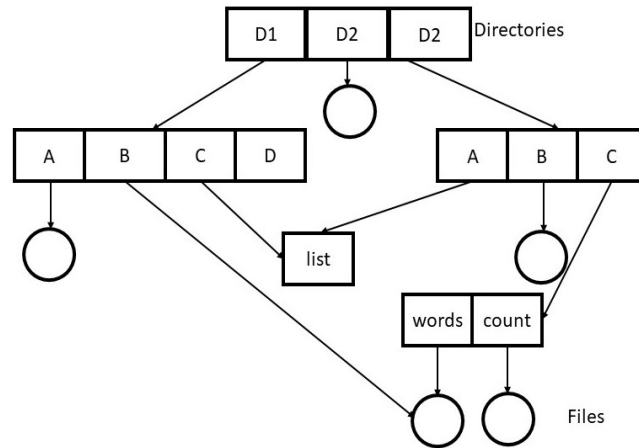 D1 D2 D2 Directories
A B C D
A B C
list
words count
Files